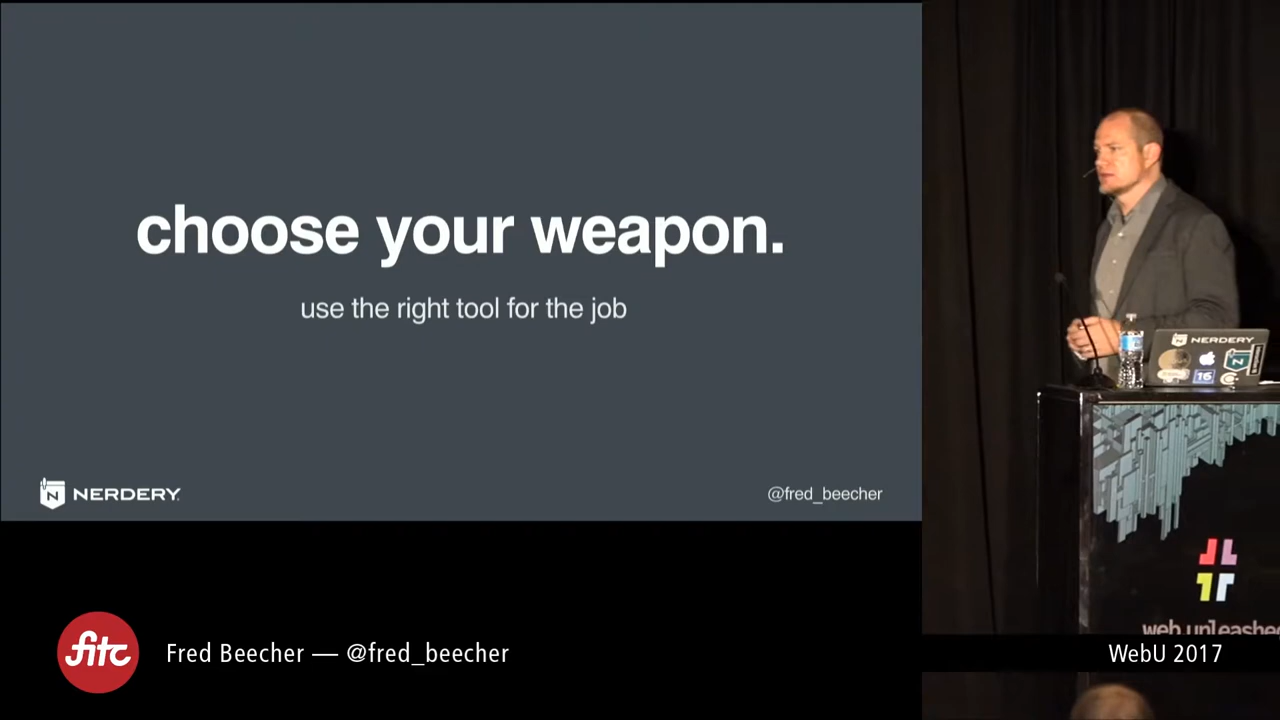 choose your weapon.
use the right tool for the job
NERDERY
@fred_beecher
NERDERY
N
16
web unleashed
fitc
Fred Beecher — @fred_beecher
WebU 2017